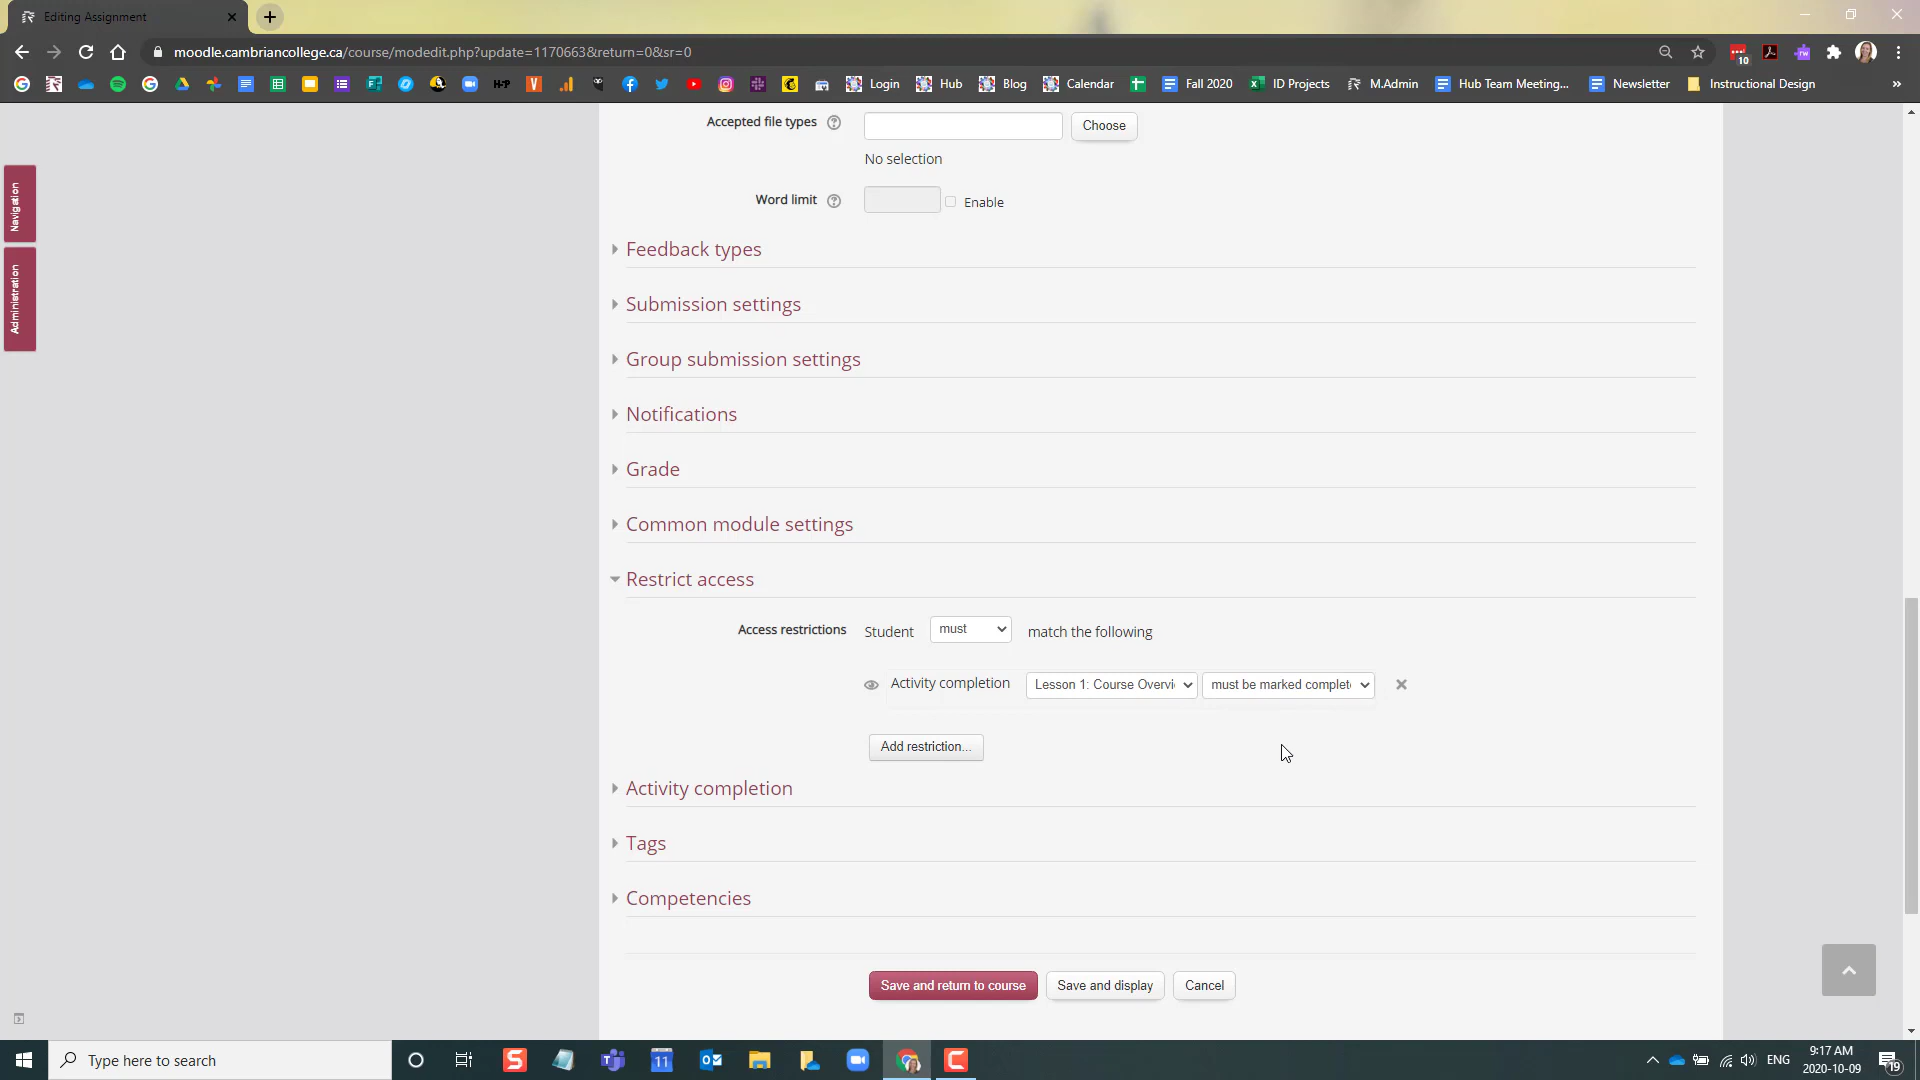 Editing Assignment
moodle.cambriancollege.ca/course/modedit.php?update=1170663&return=0&sr=0
10
H-P Login Hub Blog Calendar Fall 2020 ID Projects M.Admin Hub Team Meeting... Newsletter Instructional Design »
Navigation
Administration
Accepted file types Choose
No selection
Word limit Enable
Feedback types
Submission settings
Group submission settings
Notifications
Grade
Common module settings
Restrict access
Access restrictions Student must match the following
Activity completion Lesson 1: Course Overvi must be marked complet
Add restriction...
Activity completion
Tags
Competencies
Save and return to course Save and display Cancel
Type here to search
11
ENG
9:17 AM
2020-10-09
19